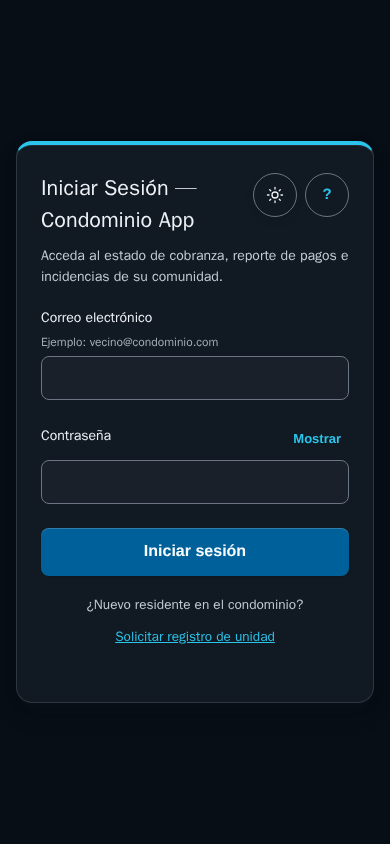 Iniciar Sesión —
Condominio App
?
Acceda al estado de cobranza, reporte de pagos e
incidencias de su comunidad.
Correo electrónico
Ejemplo: vecino@condominio.com
Contraseña
Mostrar
Iniciar sesión
¿Nuevo residente en el condominio?
Solicitar registro de unidad